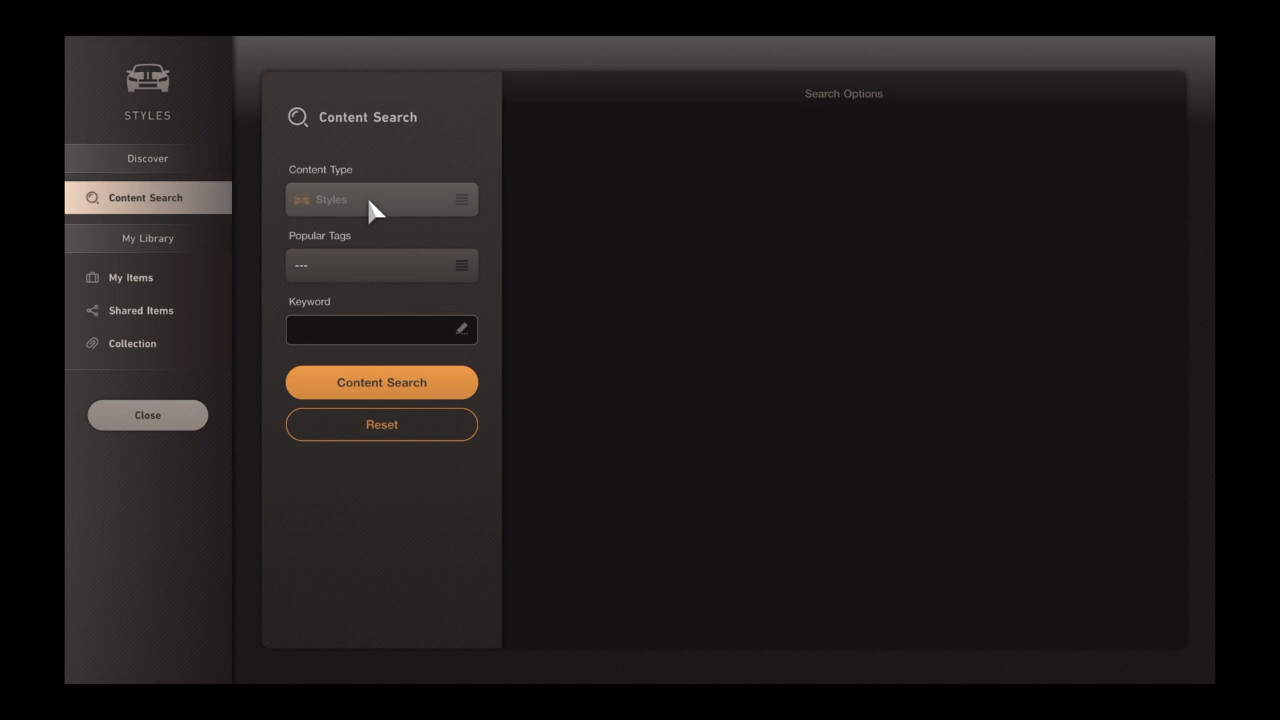 STYLES
Discover
Content Search
My Library
My Items
Shared Items
Collection
Close
Content Search
Content Type
Styles
Popular Tags
---
Keyword
Content Search
Reset
Search Options